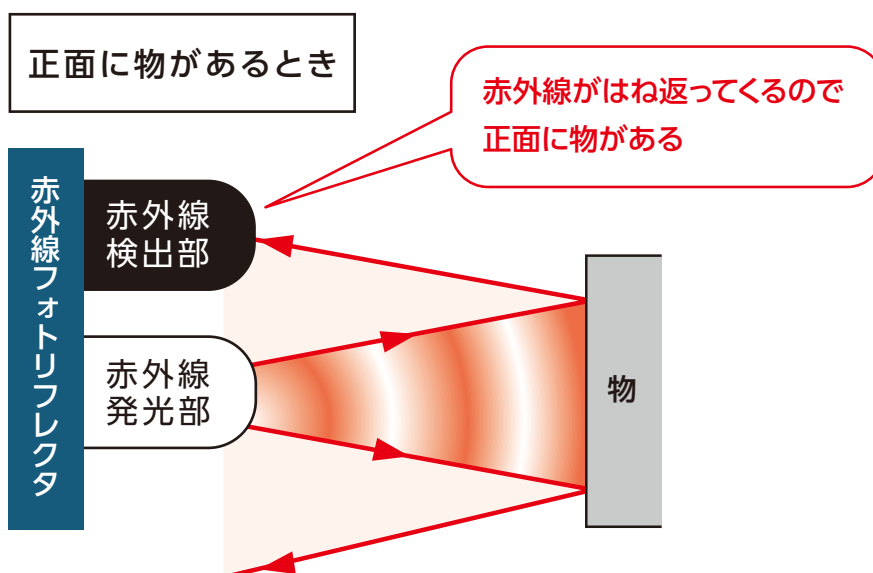 正面に物があるとき
赤外線がはね返ってくるので
正面に物がある
赤外線フォトリフレクタ
赤外線
検出部
赤外線
発光部
物